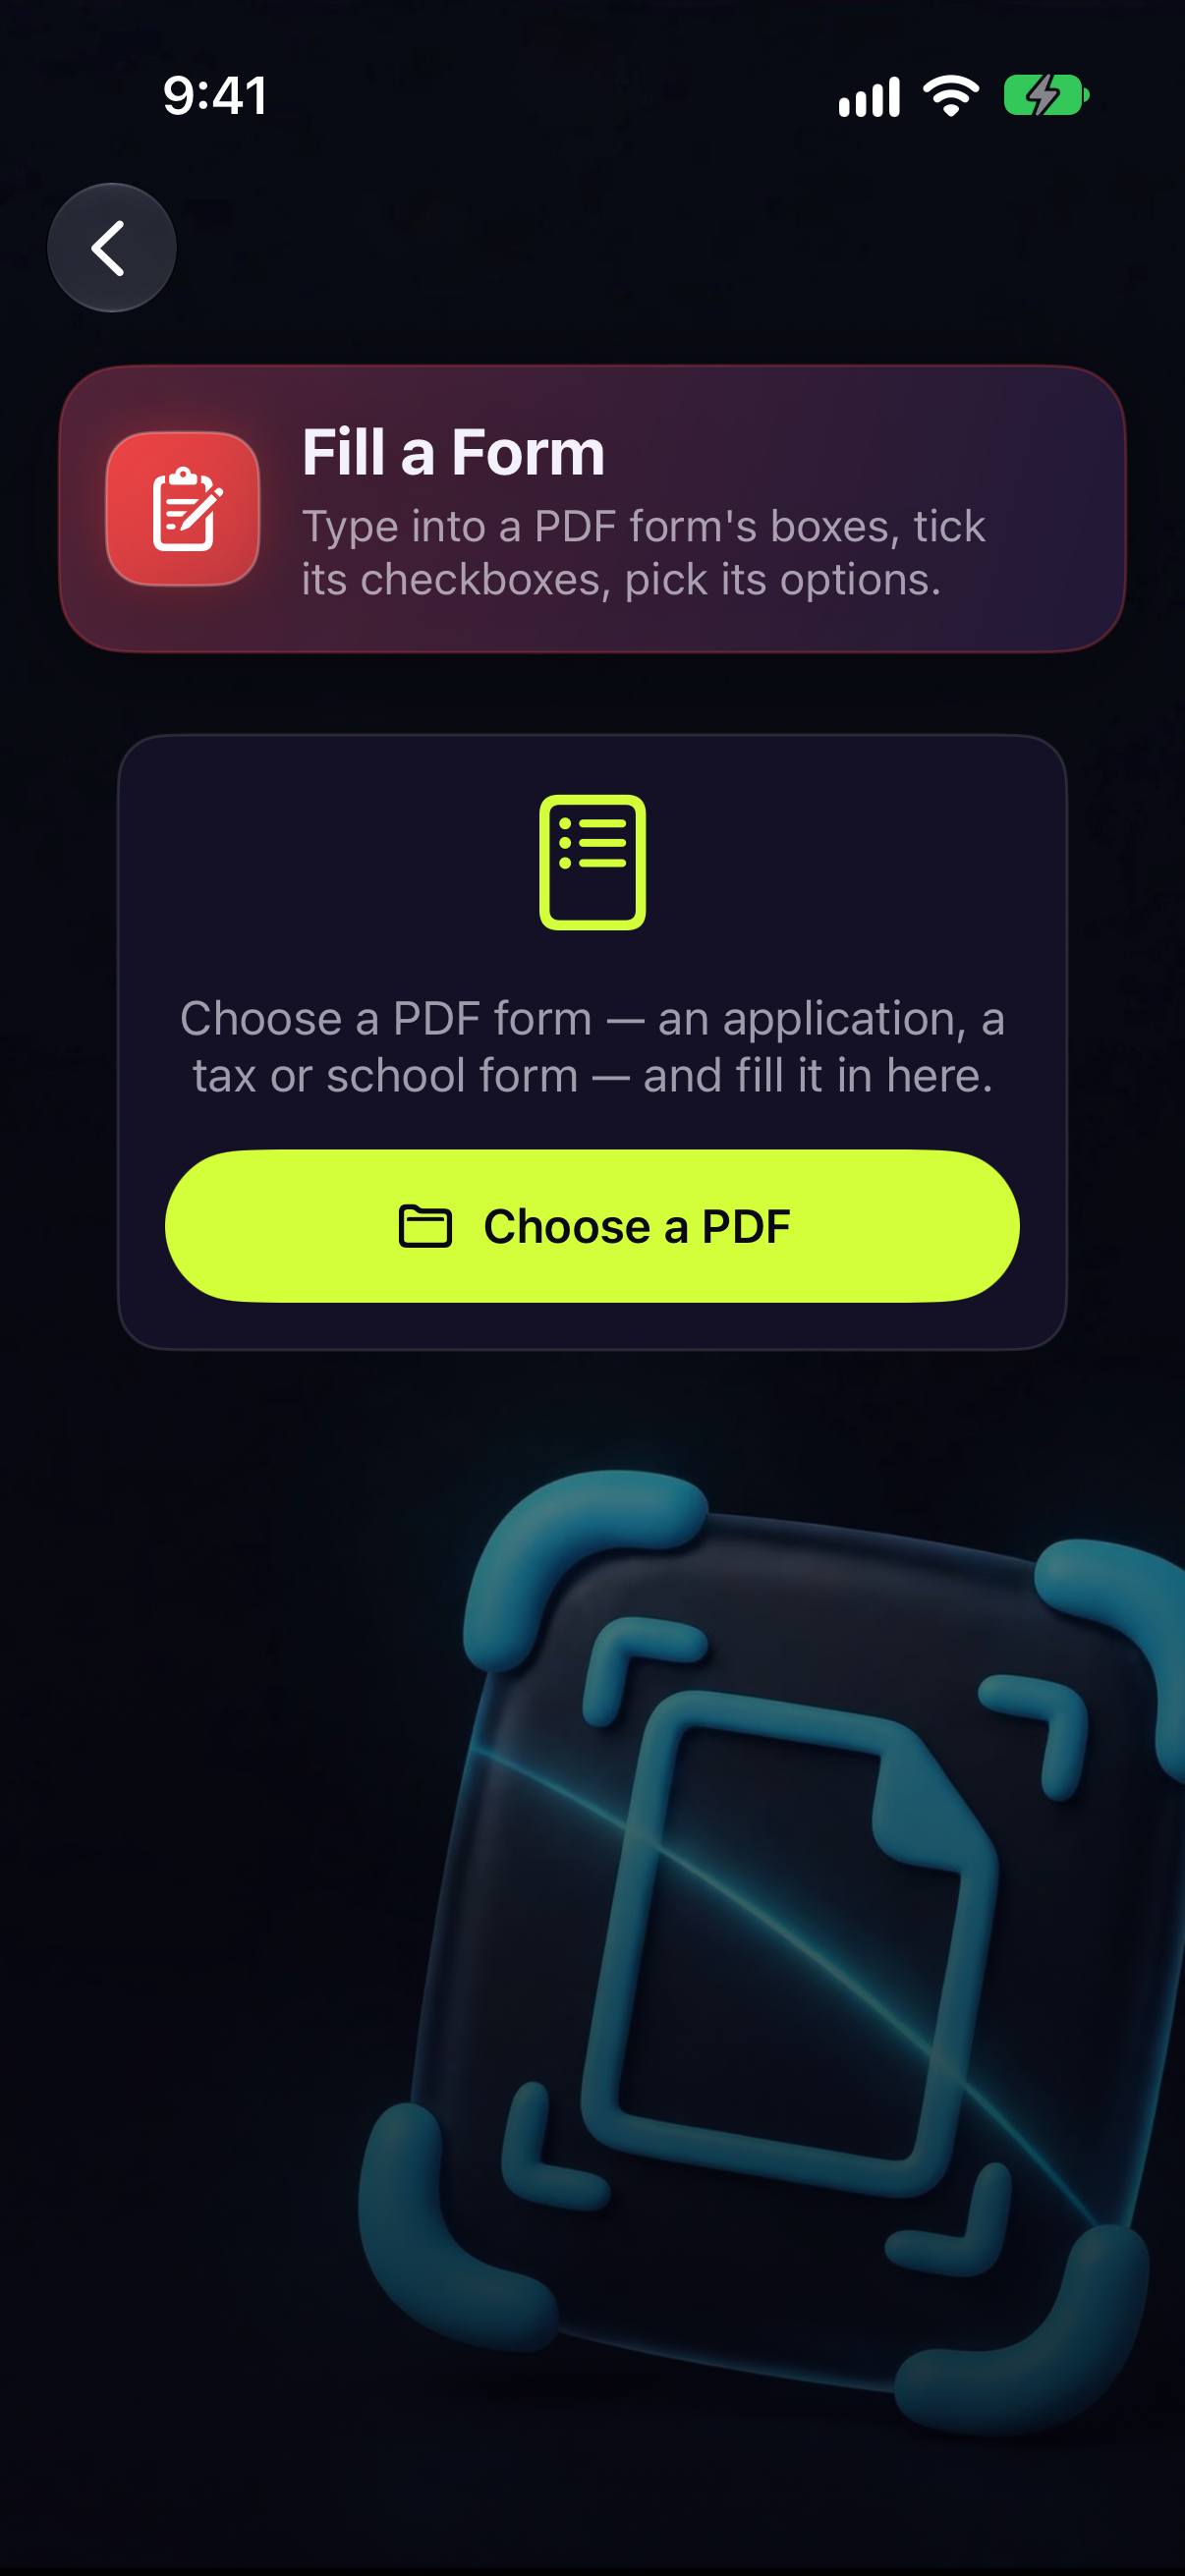 9:41
Fill a Form
Type into a PDF form's boxes, tick
its checkboxes, pick its options.
Choose a PDF form — an application, a
tax or school form — and fill it in here.
Choose a PDF